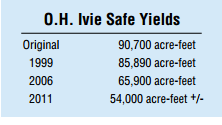 O.H. Ivie Safe Yields
Original 90,700 acre-feet
1999 85,890 acre-feet
2006 65,900 acre-feet
2011 54,000 acre-feet +/-